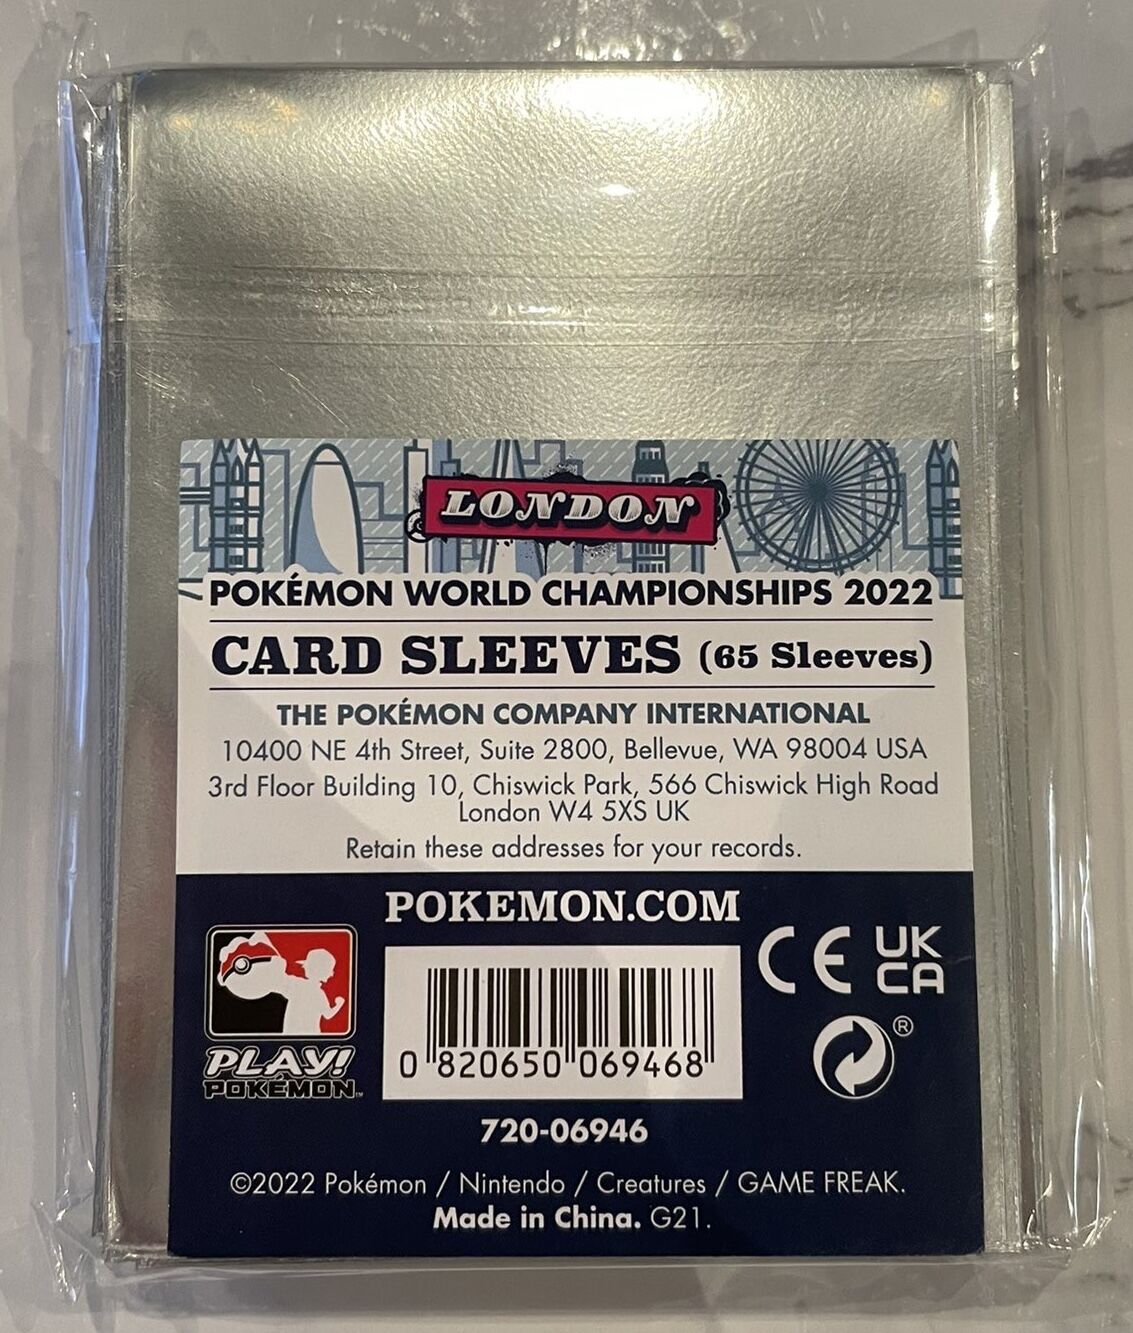 LONDON
POKÉMON WORLD CHAMPIONSHIPS 2022
CARD SLEEVES (65 Sleeves)
THE POKÉMON COMPANY INTERNATIONAL
10400 NE 4th Street, Suite 2800, Bellevue, WA 98004 USA
3rd Floor Building 10, Chiswick Park, 566 Chiswick High Road
London W4 5XS UK
Retain these addresses for your records.
POKEMON.COM
CE UK
CA
®
PLAY!
POKÉMON™
0 820650 069468
720-06946
©2022 Pokémon / Nintendo / Creatures / GAME FREAK.
Made in China. G21.